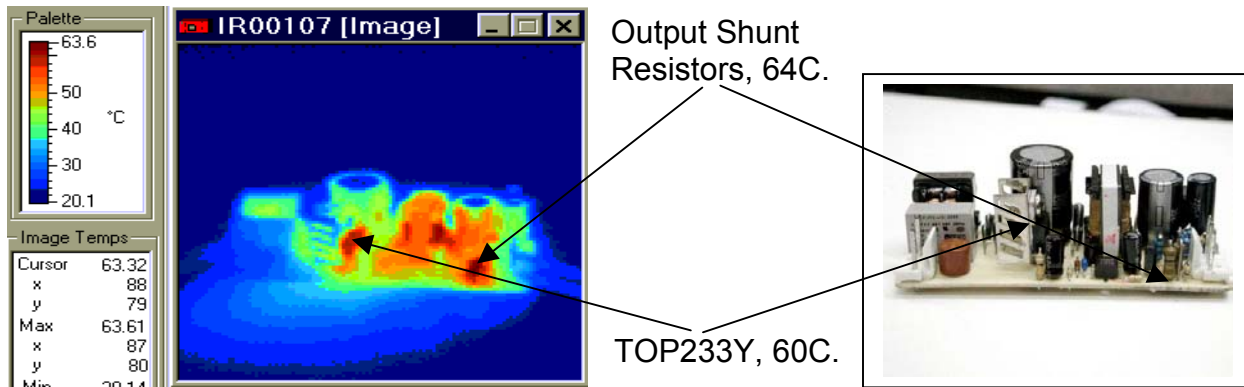 Palette
63.6
50
°C
40
30
20.1
Image Temps
Cursor 63.32
x 88
y 79
Max 63.61
x 87
y 80
IR00107 [Image]
Output Shunt
Resistors, 64C.
TOP233Y, 60C.